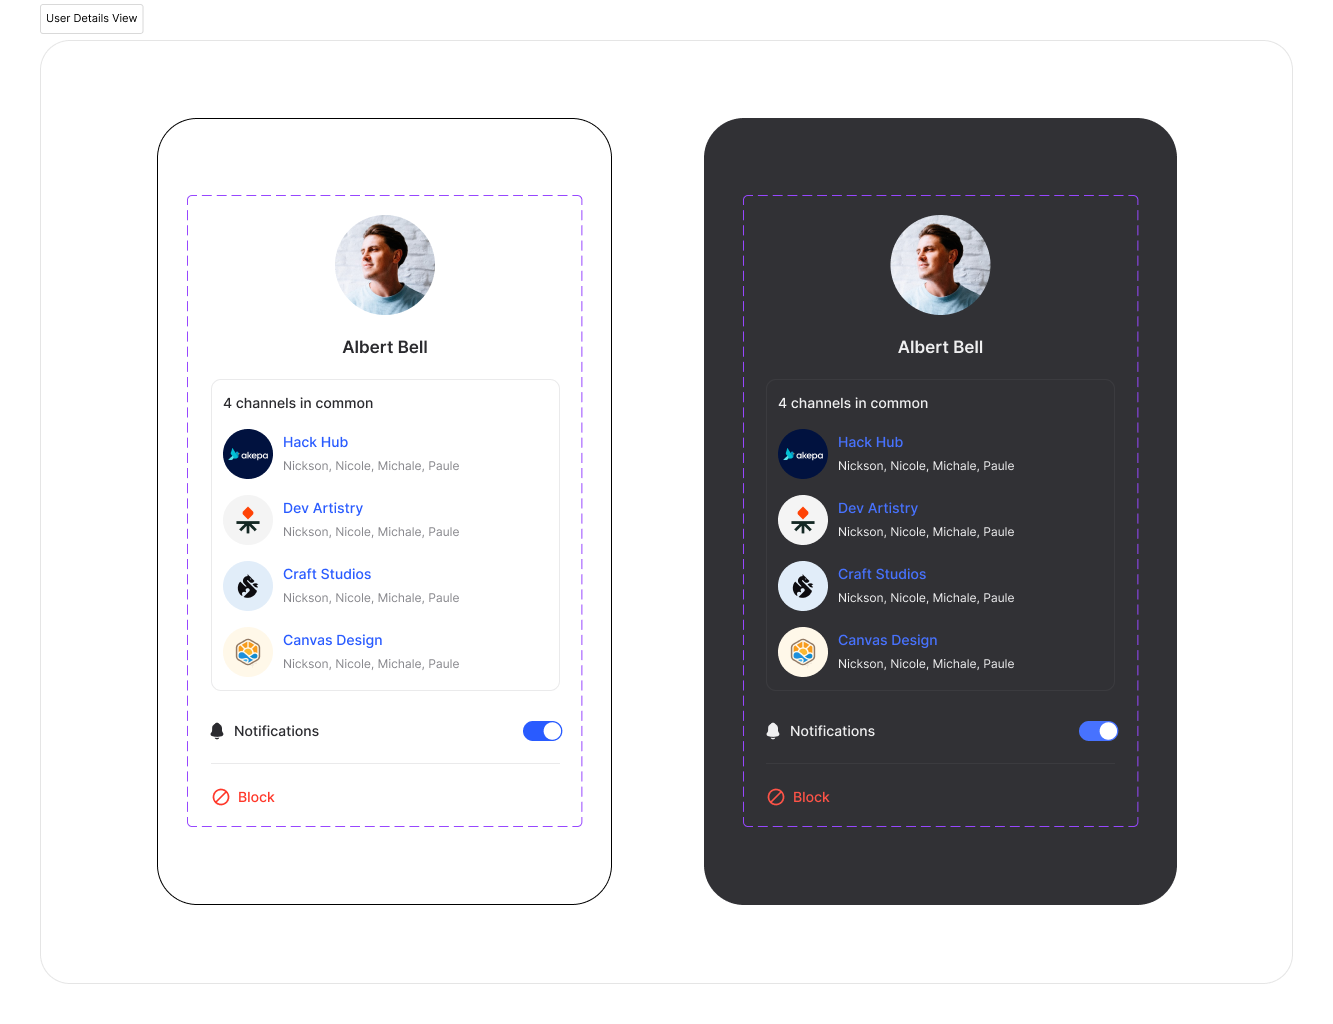 User Details View
Albert Bell
4 channels in common
akepa
Hack Hub
Nickson, Nicole, Michale, Paule
Dev Artistry
Nickson, Nicole, Michale, Paule
Craft Studios
Nickson, Nicole, Michale, Paule
Canvas Design
Nickson, Nicole, Michale, Paule
Notifications
Block
Albert Bell
4 channels in common
akepa
Hack Hub
Nickson, Nicole, Michale, Paule
Dev Artistry
Nickson, Nicole, Michale, Paule
Craft Studios
Nickson, Nicole, Michale, Paule
Canvas Design
Nickson, Nicole, Michale, Paule
Notifications
Block